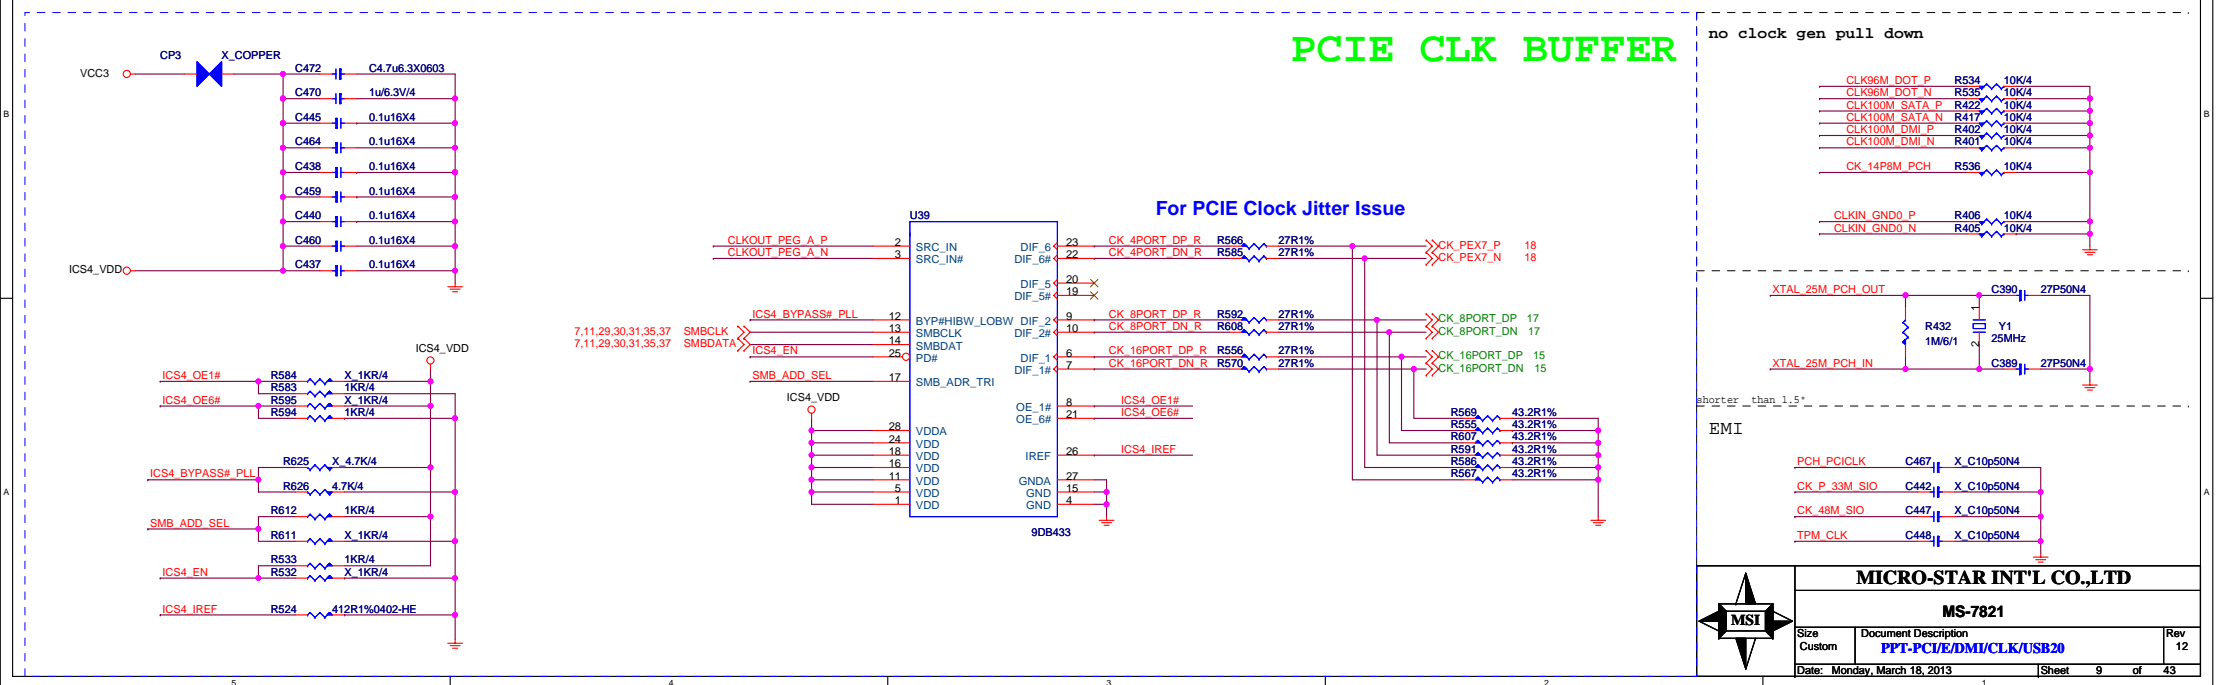 PCIE CLK BUFFER
CP3 X_COPPER
VCC3
C472 C4.7u6.3X0603
C470 1u/6.3V/4
C445 0.1u16X4
C464 0.1u16X4
C438 0.1u16X4
C459 0.1u16X4
C440 0.1u16X4
C460 0.1u16X4
ICS4_VDD C437 0.1u16X4
ICS4_VDD
ICS4_OE1# R584 X_1KR/4
R583 1KR/4
ICS4_OE6# R595 X_1KR/4
R594 1KR/4
R625 X_4.7K/4
ICS4_BYPASS#_PLL
R626 4.7K/4
R612 1KR/4
SMB_ADD_SEL
R611 X_1KR/4
R533 1KR/4
ICS4_EN R532 X_1KR/4
ICS4_IREF R524 412R1%0402-HE
For PCIE Clock Jitter Issue
U39
CLKOUT_PEG_A_P 2 SRC_IN
CLKOUT_PEG_A_N 3 SRC_IN#
ICS4_BYPASS#_PLL 12 BYP#HIBW_LOBW
7,11,29,30,31,35,37 SMBCLK 13 SMBCLK
7,11,29,30,31,35,37 SMBDATA 14 SMBDAT
ICS4_EN 25 PD#
SMB_ADD_SEL 17 SMB_ADR_TRI
ICS4_VDD
28 VDDA
24 VDD
18 VDD
16 VDD
11 VDD
5 VDD
1 VDD
DIF_6 23 CK_4PORT_DP_R R566 27R1% CK_PEX7_P 18
DIF_6# 22 CK_4PORT_DN_R R585 27R1% CK_PEX7_N 18
DIF_5 20
DIF_5# 19
DIF_2 9 CK_8PORT_DP_R R592 27R1% CK_8PORT_DP 17
DIF_2# 10 CK_8PORT_DN_R R608 27R1% CK_8PORT_DN 17
DIF_1 6 CK_16PORT_DP_R R556 27R1% CK_16PORT_DP 15
DIF_1# 7 CK_16PORT_DN_R R570 27R1% CK_16PORT_DN 15
OE_1# 8 ICS4_OE1#
OE_6# 21 ICS4_OE6#
IREF 26 ICS4_IREF
GNDA 27
GND 15
GND 4
9DB433
R569 43.2R1%
R555 43.2R1%
R607 43.2R1%
R591 43.2R1%
R586 43.2R1%
R567 43.2R1%
no clock gen pull down
CLK96M_DOT_P R534 10K/4
CLK96M_DOT_N R535 10K/4
CLK100M_SATA_P R422 10K/4
CLK100M_SATA_N R417 10K/4
CLK100M_DMI_P R402 10K/4
CLK100M_DMI_N R401 10K/4
CK_14P8M_PCH R536 10K/4
CLKIN_GND0_P R406 10K/4
CLKIN_GND0_N R405 10K/4
XTAL_25M_PCH_OUT C390 27P50N4
1
R432 Y1
1M/6/1 25MHz
2
XTAL_25M_PCH_IN C389 27P50N4
shorter than 1.5"
EMI
PCH_PCICLK C467 X_C10p50N4
CK_P_33M_SIO C442 X_C10p50N4
CK_48M_SIO C447 X_C10p50N4
TPM_CLK C448 X_C10p50N4
MSI
MICRO-STAR INT'L CO.,LTD
MS-7821
Size Document Description Rev
Custom PPT-PCI/E/DMI/CLK/USB20 12
Date: Monday, March 18, 2013 Sheet 9 of 43
B B
A A
5 4 3 2 1